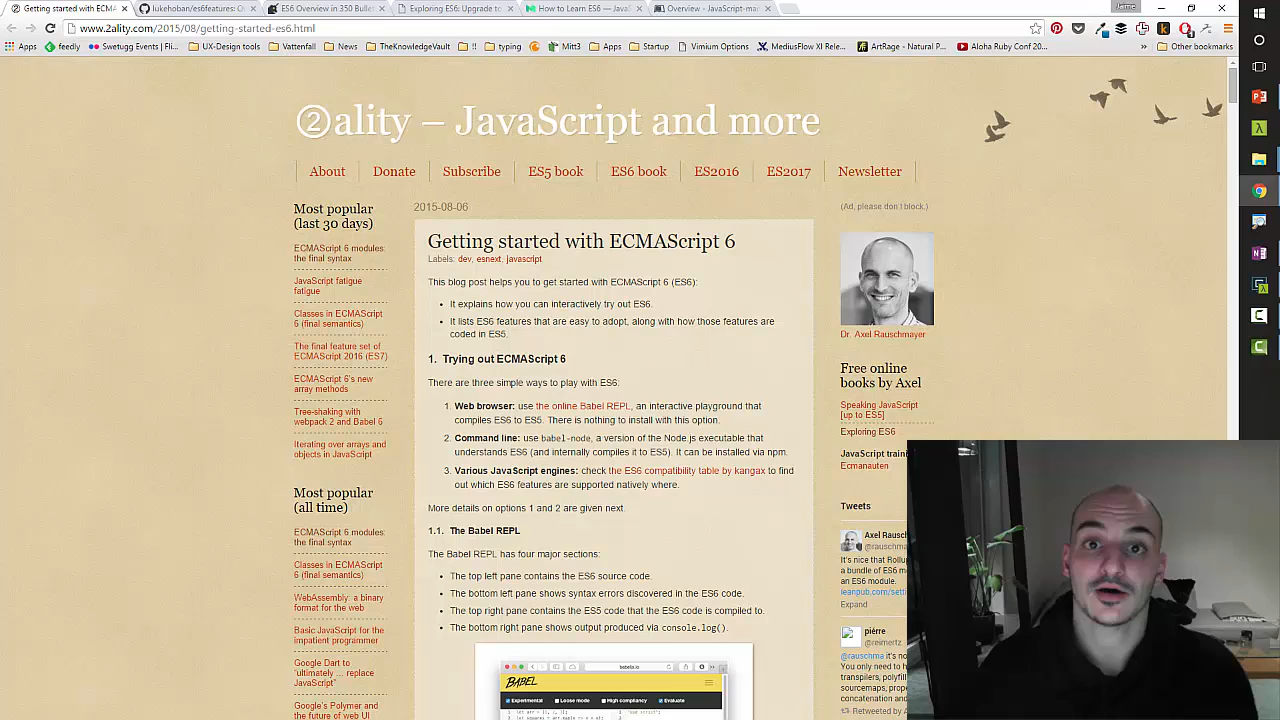 Getting started with ECMA
lukehoban/es6features: O
ES6 Overview in 350 Bullet
Exploring ES6: Upgrade to
How to Learn ES6 — JavaS
Overview - JavaScript-mac
Jaime
www.2ality.com/2015/08/getting-started-es6.html
Apps
feedly
Swetugg Events | Fly
UX-Design tools
Vattenfall
News
TheKnowledgeVault
!!
typing
Mitt3
Apps
Startup
Vimium Options
MediusFlow XI Rele
ArtRage - Natural P
Aloha Ruby Conf 20
»
Other bookmarks
②ality – JavaScript and more
About
Donate
Subscribe
ES5 book
ES6 book
ES2016
ES2017
Newsletter
Most popular
(last 30 days)
ECMAScript 6 modules:
the final syntax
JavaScript fatigue
fatigue
Classes in ECMAScript
6 (final semantics)
The final feature set of
ECMAScript 2016 (ES7)
ECMAScript 6's new
array methods
Tree-shaking with
webpack 2 and Babel 6
Iterating over arrays and
objects in JavaScript
Most popular
(all time)
ECMAScript 6 modules:
the final syntax
Classes in ECMAScript
6 (final semantics)
WebAssembly: a binary
format for the web
Basic JavaScript for the
impatient programmer
Google Dart to
"ultimately ... replace
JavaScript"
Google's Polymer and
the future of web UI
2015-08-06
Getting started with ECMAScript 6
Labels: dev, esnext, javascript
This blog post helps you to get started with ECMAScript 6 (ES6):
• It explains how you can interactively try out ES6.
• It lists ES6 features that are easy to adopt, along with how those features are
coded in ES5.
1. Trying out ECMAScript 6
There are three simple ways to play with ES6:
1. Web browser: use the online Babel REPL, an interactive playground that
compiles ES6 to ES5. There is nothing to install with this option.
2. Command line: use babel-node, a version of the Node.js executable that
understands ES6 (and internally compiles it to ES5). It can be installed via npm.
3. Various JavaScript engines: check the ES6 compatibility table by kangax to find
out which ES6 features are supported natively where.
More details on options 1 and 2 are given next.
1.1. The Babel REPL
The Babel REPL has four major sections:
• The top left pane contains the ES6 source code.
• The bottom left pane shows syntax errors discovered in the ES6 code.
• The top right pane contains the ES5 code that the ES6 code is compiled to.
• The bottom right pane shows output produced via console.log().
babeljs.io
BABEL
Experimental
Loose mode
High compliancy
Evaluate
(Ad, please don't block.)
Dr. Axel Rauschmayer
Free online
books by Axel
Speaking JavaScript
[up to ES5]
Exploring ES6
JavaScript traini
Ecmanauten
Tweets
Axel Rausch
@rauschma
It's nice that Rollup
a bundle of ES6 m
an ES6 module.
leanpub.com/setti
Expand
piérre
@reimertz
@rauschma it's no
You only need to h
transpilers, polyfill
sourcemaps, prope
concatenation and
Retweeted by A